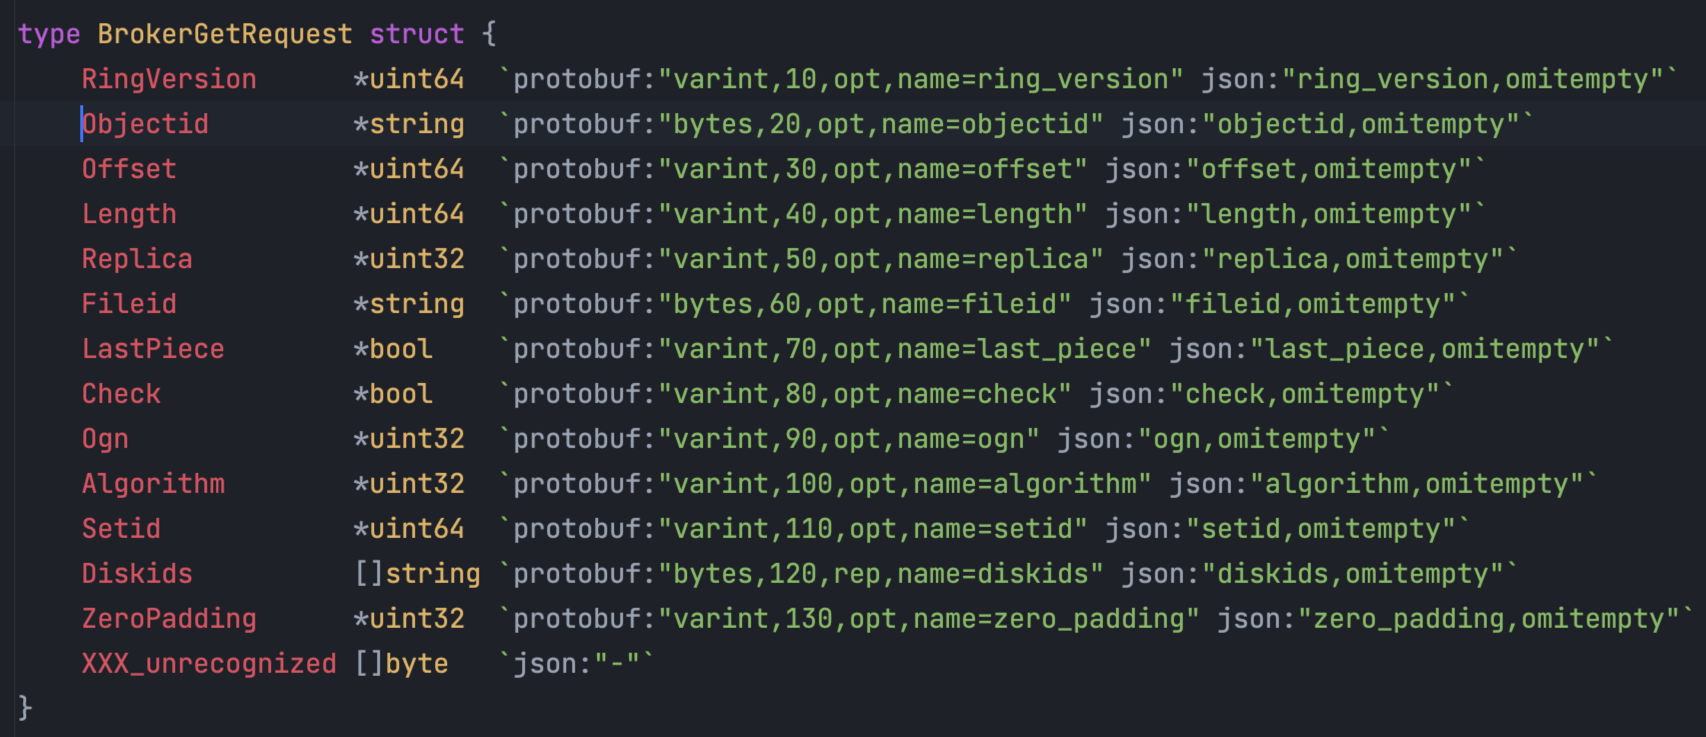 type BrokerGetRequest struct {
    RingVersion      *uint64  `protobuf:"varint,10,opt,name=ring_version" json:"ring_version,omitempty"`
    Objectid         *string  `protobuf:"bytes,20,opt,name=objectid" json:"objectid,omitempty"`
    Offset           *uint64  `protobuf:"varint,30,opt,name=offset" json:"offset,omitempty"`
    Length           *uint64  `protobuf:"varint,40,opt,name=length" json:"length,omitempty"`
    Replica          *uint32  `protobuf:"varint,50,opt,name=replica" json:"replica,omitempty"`
    Fileid           *string  `protobuf:"bytes,60,opt,name=fileid" json:"fileid,omitempty"`
    LastPiece        *bool    `protobuf:"varint,70,opt,name=last_piece" json:"last_piece,omitempty"`
    Check            *bool    `protobuf:"varint,80,opt,name=check" json:"check,omitempty"`
    Ogn              *uint32  `protobuf:"varint,90,opt,name=ogn" json:"ogn,omitempty"`
    Algorithm        *uint32  `protobuf:"varint,100,opt,name=algorithm" json:"algorithm,omitempty"`
    Setid            *uint64  `protobuf:"varint,110,opt,name=setid" json:"setid,omitempty"`
    Diskids          []string `protobuf:"bytes,120,rep,name=diskids" json:"diskids,omitempty"`
    ZeroPadding      *uint32  `protobuf:"varint,130,opt,name=zero_padding" json:"zero_padding,omitempty"`
    XXX_unrecognized []byte   `json:"-"`
}